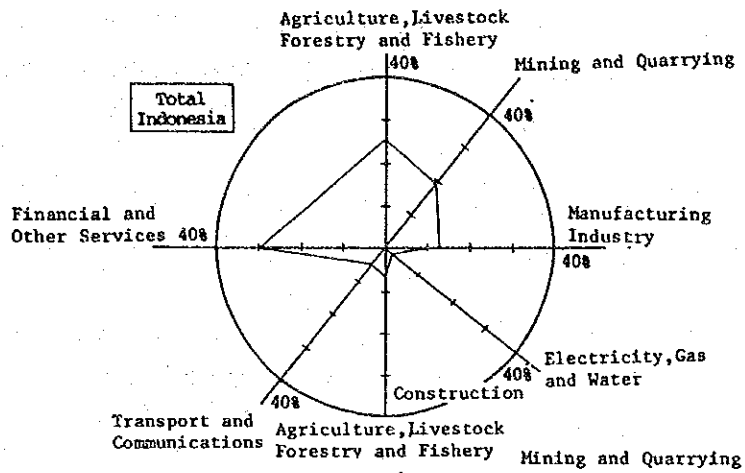 Agriculture,Livestock
Forestry and Fishery
40%
Mining and Quarrying
40%
Total
Indonesia
Financial and
Other Services 40%
Manufacturing
Industry
40%
Electricity,Gas
and Water
40%
Construction
40%
Transport and
Communications
Agriculture,Livestock
Forestry and Fishery
Mining and Quarrying